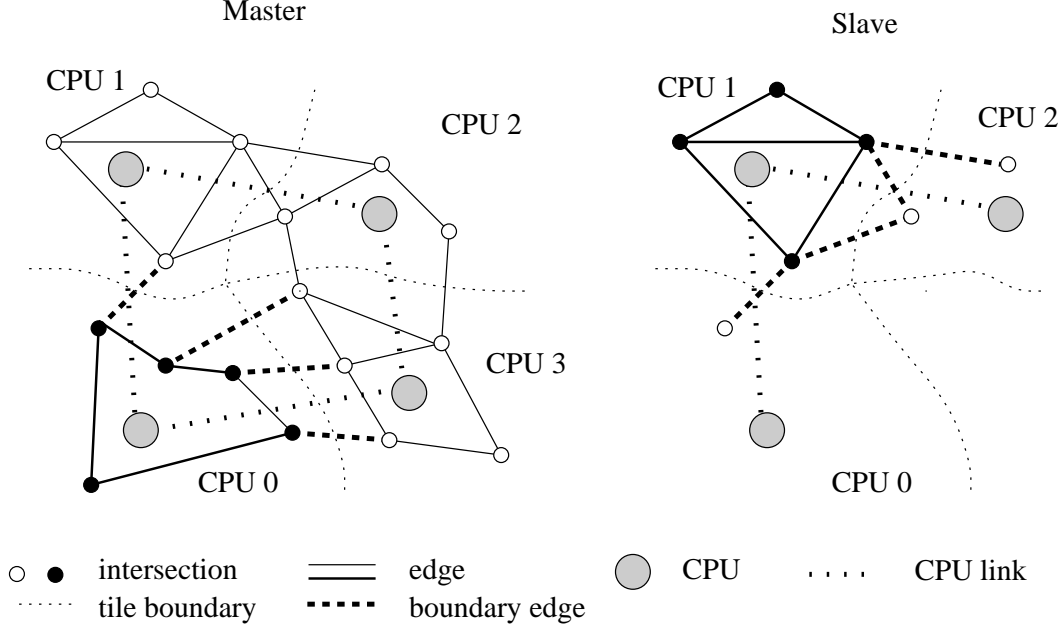 Master
Slave
CPU 1
CPU 2
CPU 3
CPU 0
CPU 1
CPU 2
CPU 0
intersection
edge
CPU
CPU link
tile boundary
boundary edge